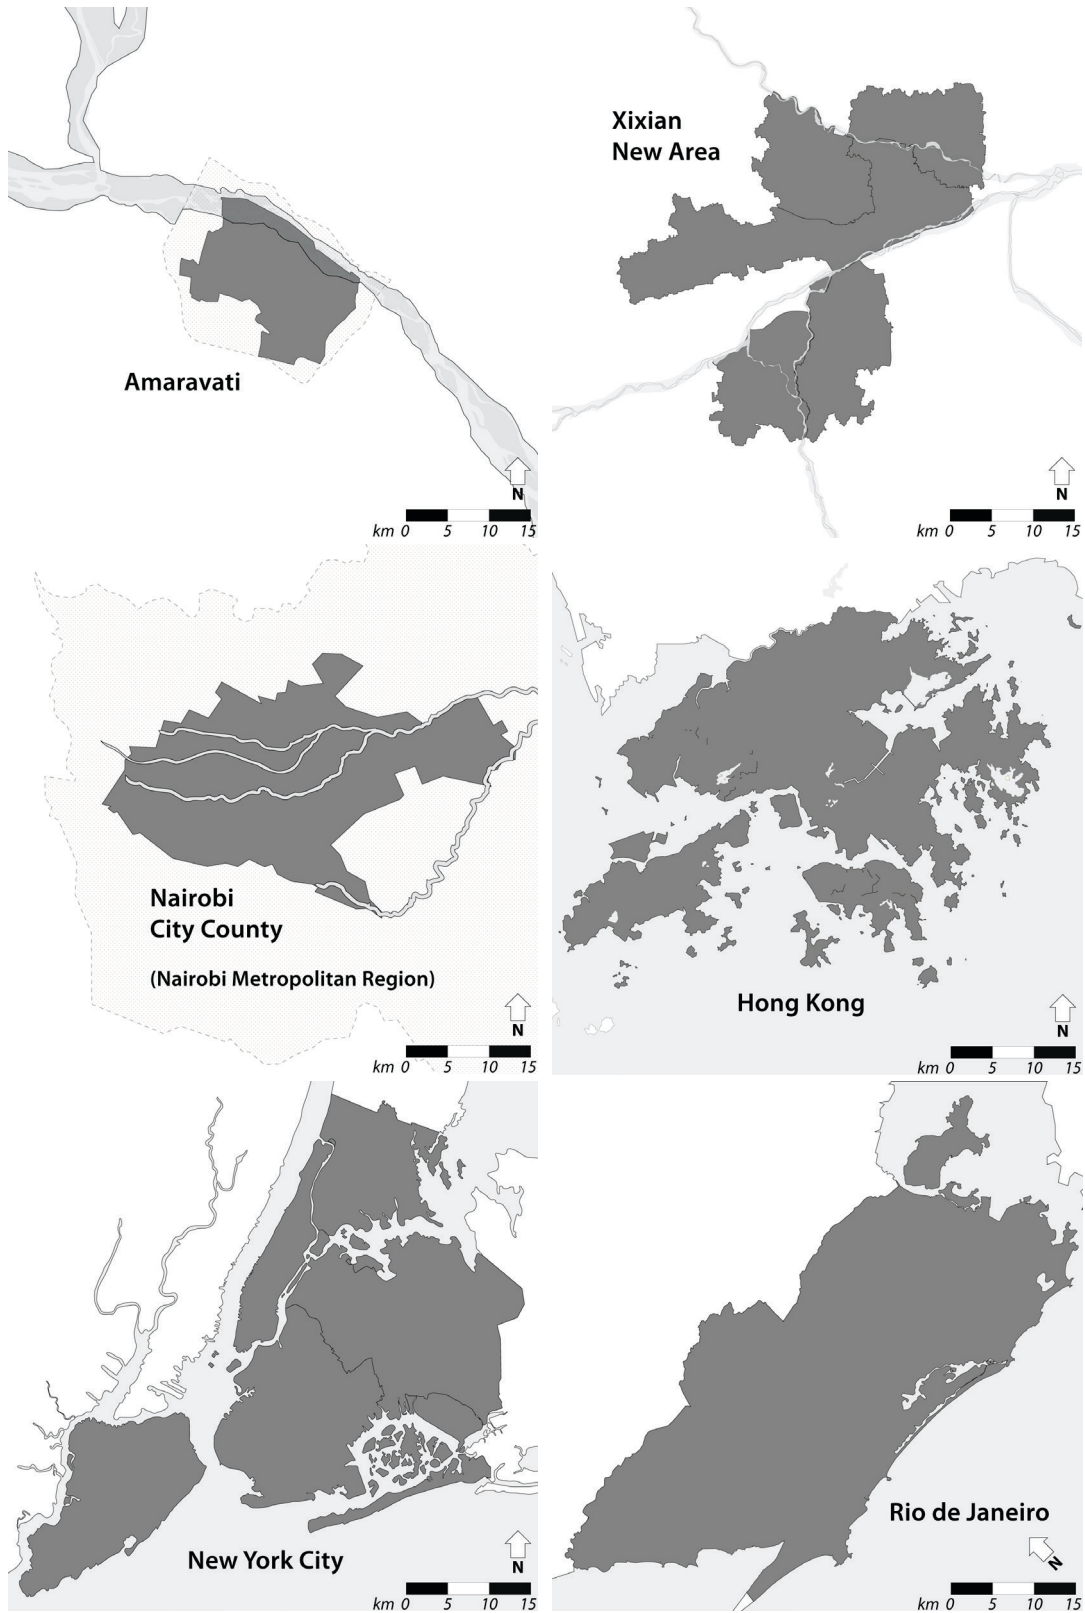 Amaravati
N
km 0 5 10 15
Xixian
New Area
N
km 0 5 10 15
Nairobi
City County
(Nairobi Metropolitan Region)
N
km 0 5 10 15
Hong Kong
N
km 0 5 10 15
New York City
N
km 0 5 10 15
Rio de Janeiro
N
km 0 5 10 15